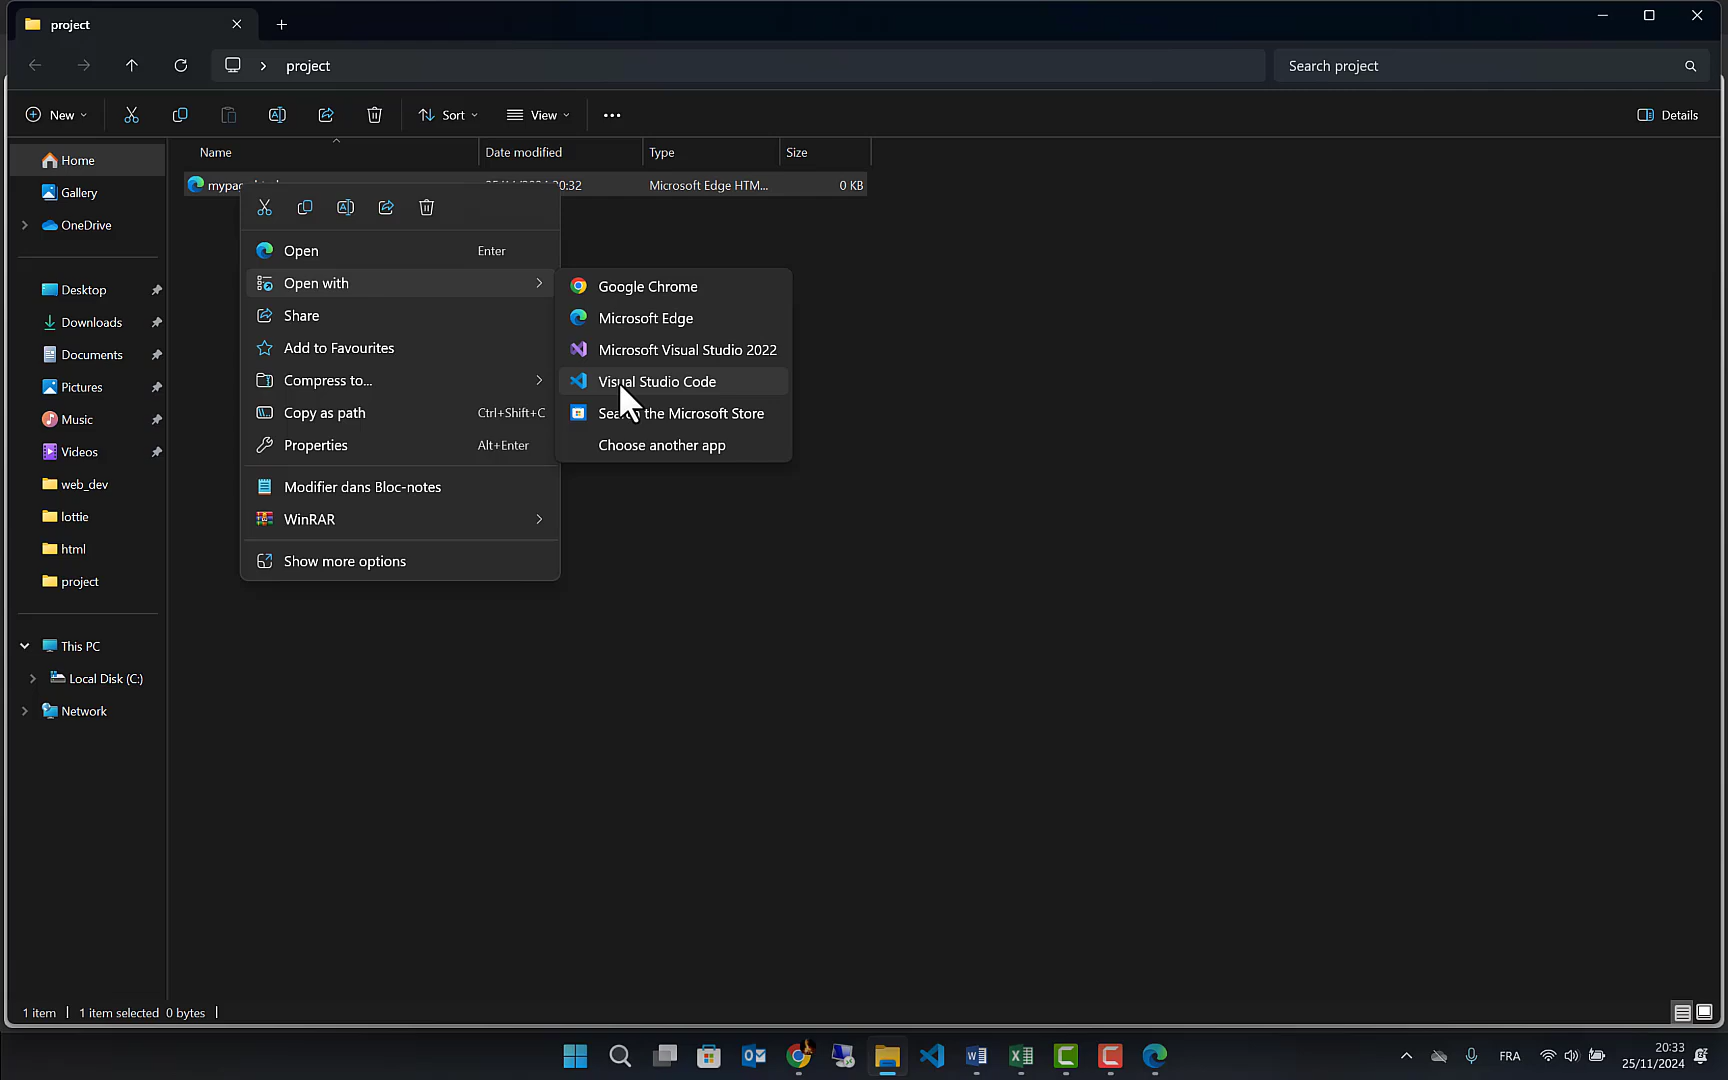 project
project
Search project
New
Sort
View
Details
Name
Date modified
Type
Size
Home
Gallery
OneDrive
Desktop
Downloads
Documents
Pictures
Music
Videos
web_dev
lottie
html
project
This PC
Local Disk (C:)
Network
Microsoft Edge HTM...
0 KB
Open Enter
Open with
Share
Add to Favourites
Compress to...
Copy as path Ctrl+Shift+C
Properties Alt+Enter
Modifier dans Bloc-notes
WinRAR
Show more options
Google Chrome
Microsoft Edge
Microsoft Visual Studio 2022
Visual Studio Code
the Microsoft Store
Choose another app
1 item
1 item selected 0 bytes
FRA
20:33
25/11/2024